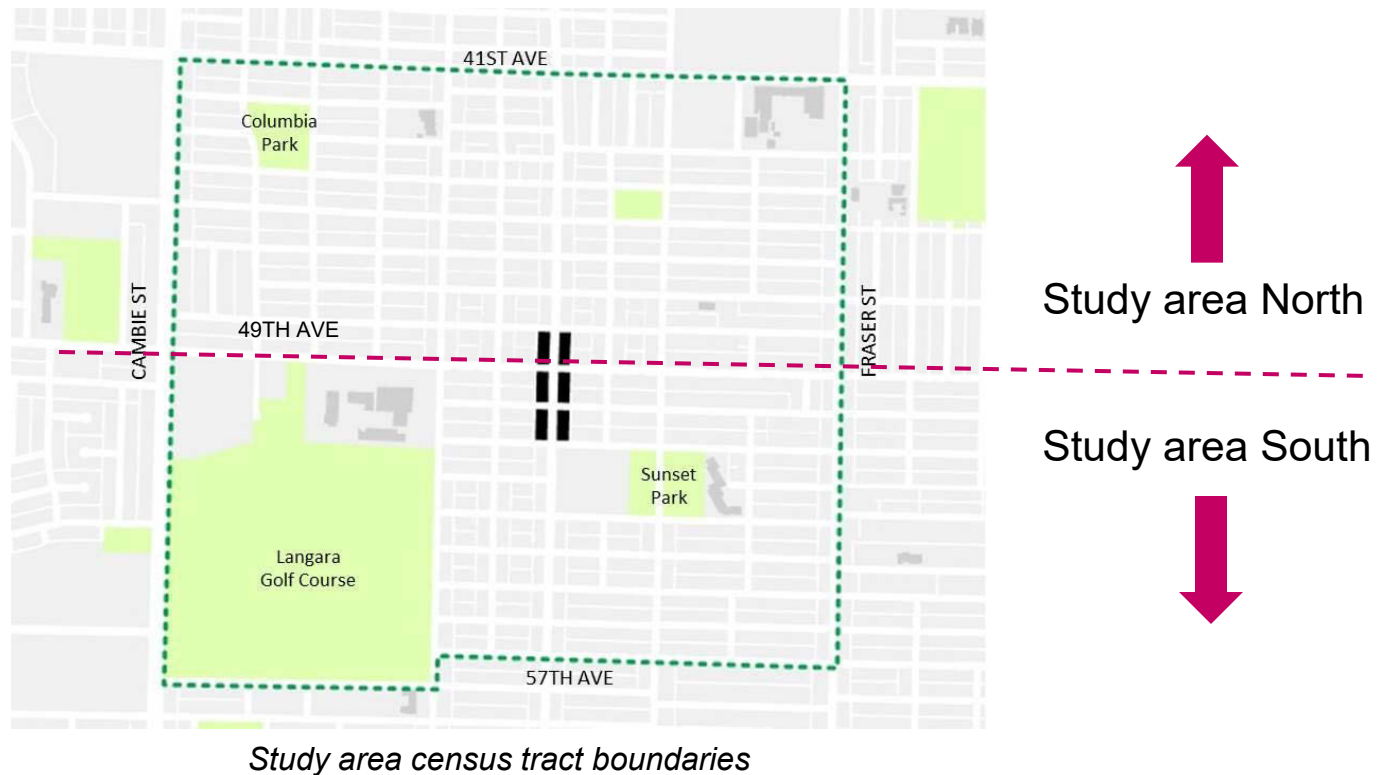 41ST AVE
Columbia
Park
CAMBIE ST
FRASER ST
49TH AVE
Sunset
Park
Langara
Golf Course
57TH AVE
Study area North
Study area South
Study area census tract boundaries